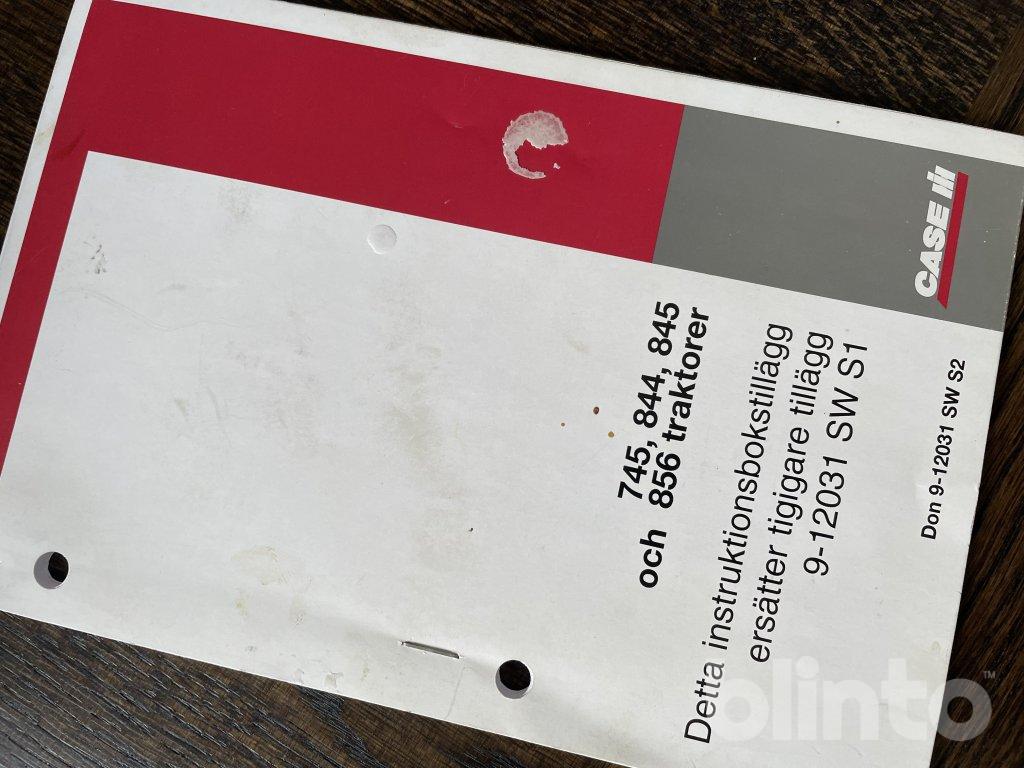 CASE IH
745, 844, 845
och 856 traktorer
Detta instruktionsbokstillägg
ersätter tigigare tillägg
9-12031 SW S1
Don 9-12031 SW S2
olinto™